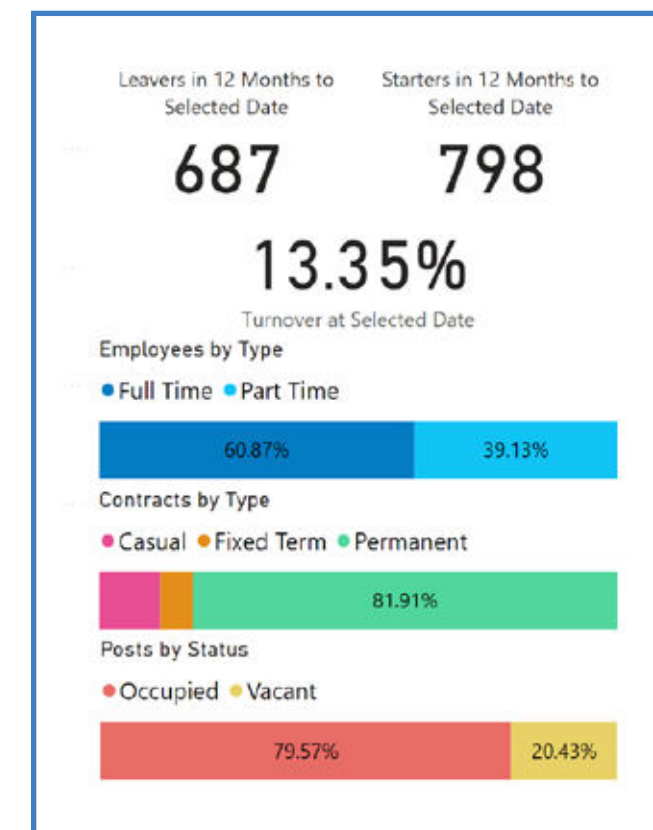 Leavers in 12 Months to
Selected Date
Starters in 12 Months to
Selected Date
687
798
13.35%
Turnover at Selected Date
Employees by Type
Full Time Part Time
60.87% 39.13%
Contracts by Type
Casual Fixed Term Permanent
81.91%
Posts by Status
Occupied Vacant
79.57% 20.43%